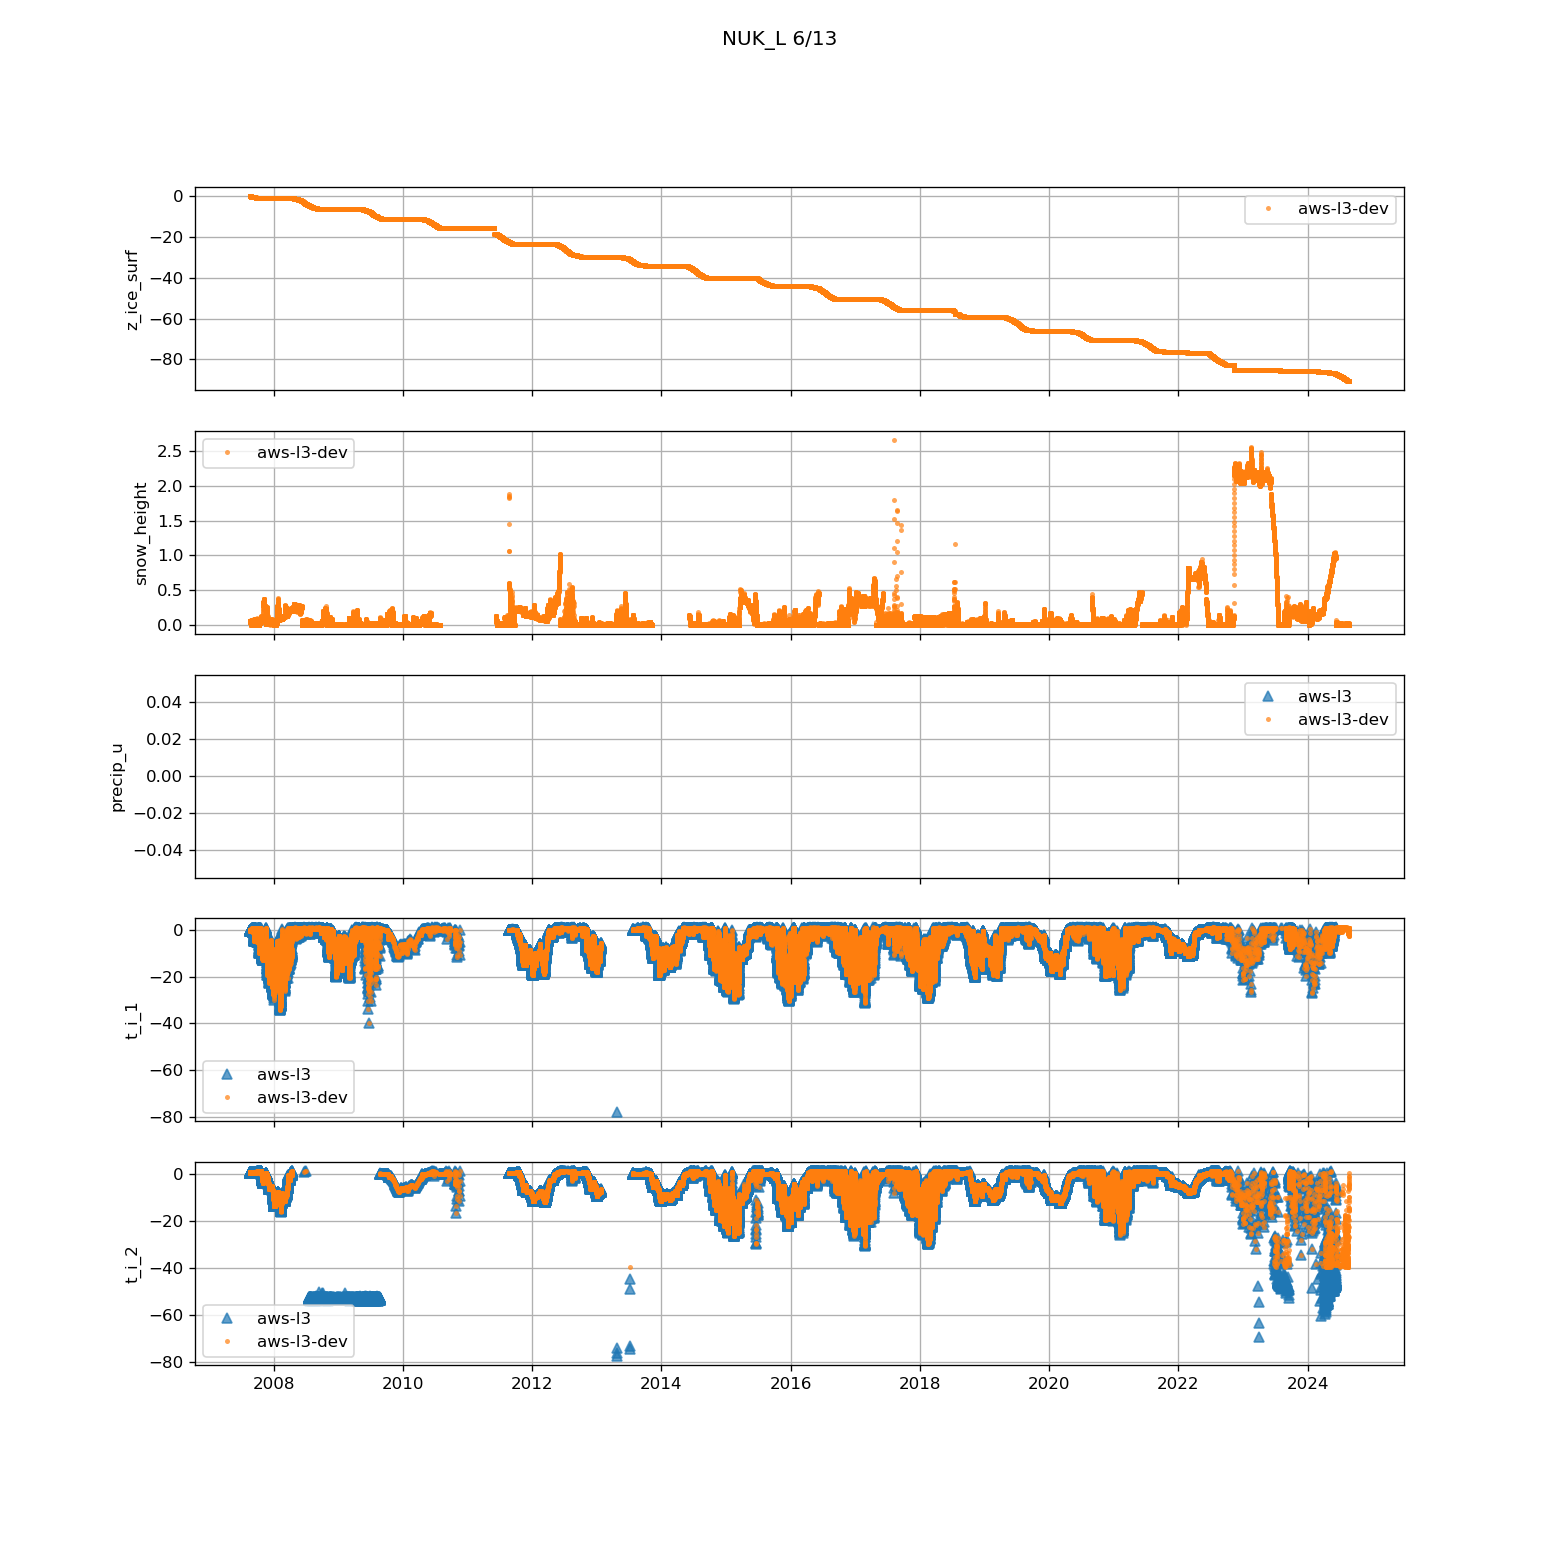 NUK_L 6/13
z_ice_surf
0
−20
−40
−60
−80
aws-l3-dev
snow_height
2.5
2.0
1.5
1.0
0.5
0.0
aws-l3-dev
precip_u
0.04
0.02
0.00
−0.02
−0.04
aws-l3
aws-l3-dev
t_i_1
0
−20
−40
−60
−80
aws-l3
aws-l3-dev
t_i_2
0
−20
−40
−60
−80
aws-l3
aws-l3-dev
2008 2010 2012 2014 2016 2018 2020 2022 2024